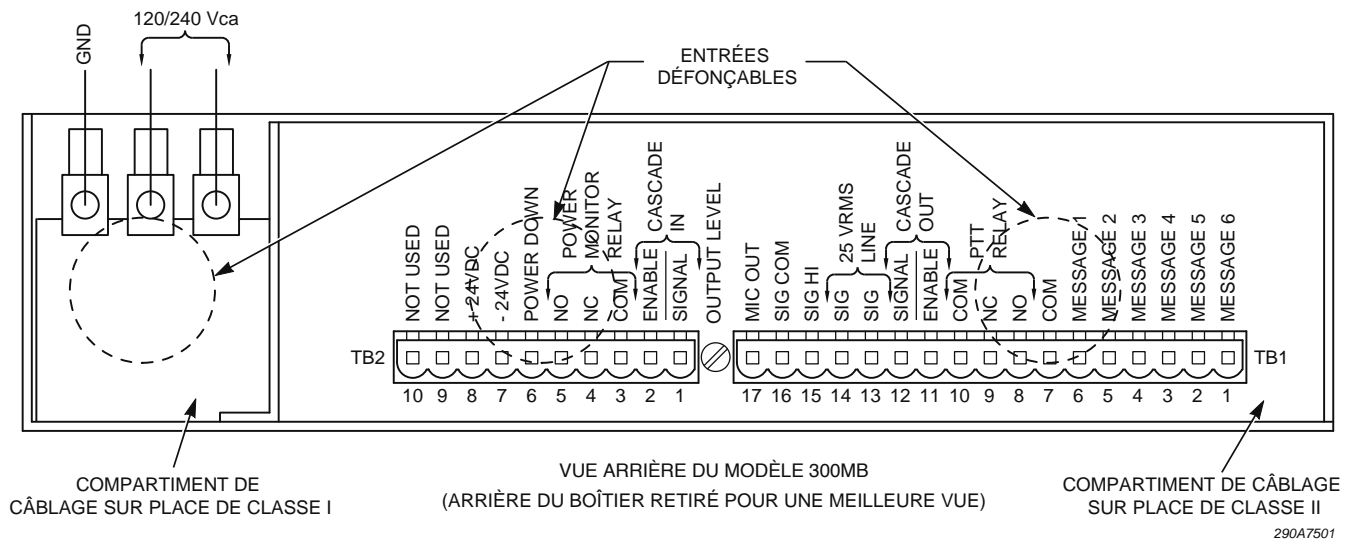 120/240 Vca
GND
ENTRÉES
DÉFONÇABLES
NOT USED
NOT USED
+ 24VDC
- 24VDC
POWER DOWN
POWER
MONITOR
RELAY
NO
NC
COM
CASCADE
IN
ENABLE
SIGNAL
OUTPUT LEVEL
MIC OUT
SIG COM
SIG HI
25 VRMS
LINE
SIG
SIG
CASCADE
OUT
SIGNAL
ENABLE
PTT
RELAY
COM
NC
NO
COM
MESSAGE 1
MESSAGE 2
MESSAGE 3
MESSAGE 4
MESSAGE 5
MESSAGE 6
TB2
TB1
10 9 8 7 6 5 4 3 2 1
17 16 15 14 13 12 11 10 9 8 7 6 5 4 3 2 1
COMPARTIMENT DE
CÂBLAGE SUR PLACE DE CLASSE I
VUE ARRIÈRE DU MODÈLE 300MB
(ARRIÈRE DU BOÎTIER RETIRÉ POUR UNE MEILLEURE VUE)
COMPARTIMENT DE CÂBLAGE
SUR PLACE DE CLASSE II
290A7501